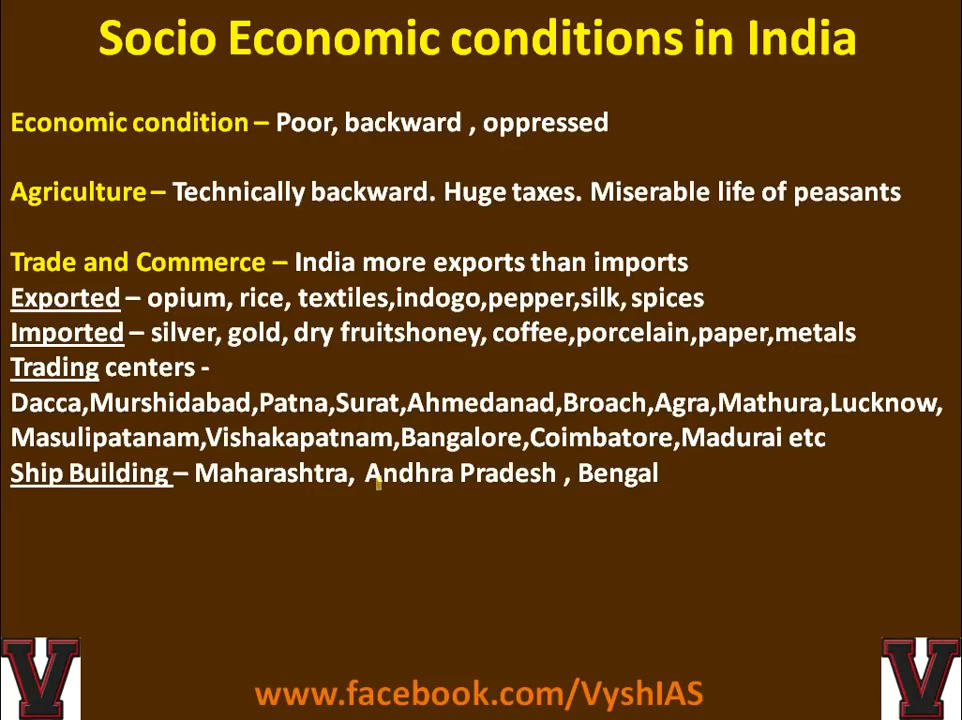 Socio Economic conditions in India
Economic condition – Poor, backward , oppressed
Agriculture – Technically backward. Huge taxes. Miserable life of peasants
Trade and Commerce – India more exports than imports
Exported – opium, rice, textiles,indogo,pepper,silk, spices
Imported – silver, gold, dry fruitshoney, coffee,porcelain,paper,metals
Trading centers -
Dacca,Murshidabad,Patna,Surat,Ahmedanad,Broach,Agra,Mathura,Lucknow,
Masulipatanam,Vishakapatnam,Bangalore,Coimbatore,Madurai etc
Ship Building – Maharashtra, Andhra Pradesh , Bengal
V
V
www.facebook.com/VyshIAS